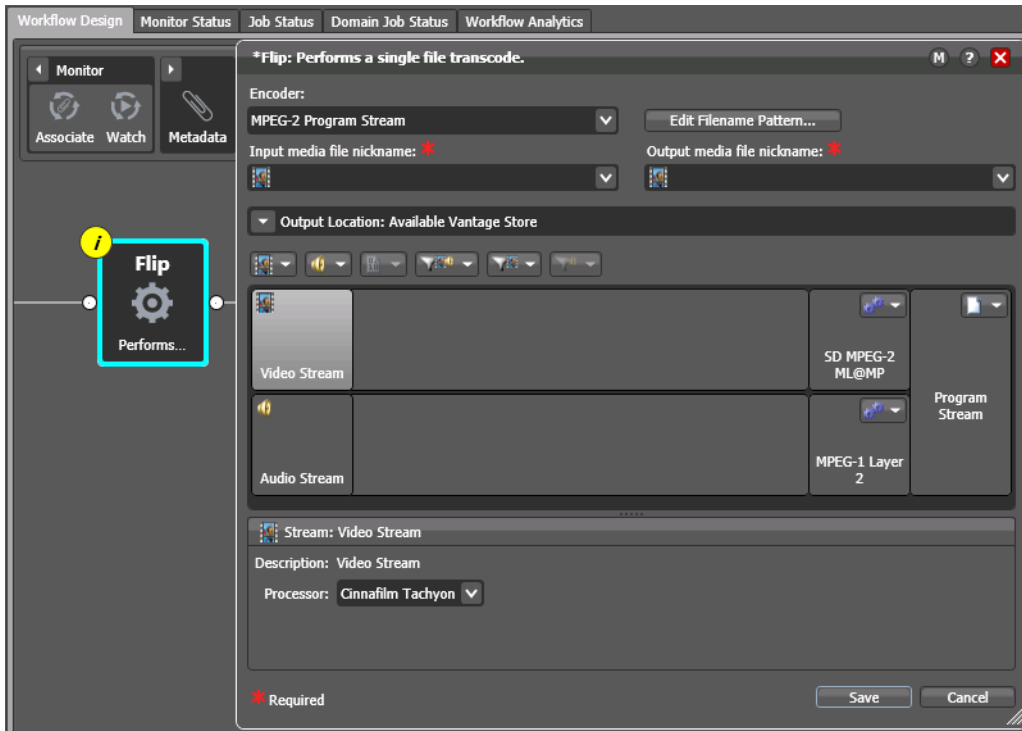 Workflow Design
Monitor Status
Job Status
Domain Job Status
Workflow Analytics
Monitor
Associate
Watch
Metadata
*Flip: Performs a single file transcode.
M
?
Encoder:
MPEG-2 Program Stream
Edit Filename Pattern...
Input media file nickname: *
Output media file nickname: *
Output Location: Available Vantage Store
i
Flip
Performs...
Video Stream
SD MPEG-2
ML@MP
Program
Stream
Audio Stream
MPEG-1 Layer
2
Stream: Video Stream
Description: Video Stream
Processor: Cinnafilm Tachyon
* Required
Save
Cancel